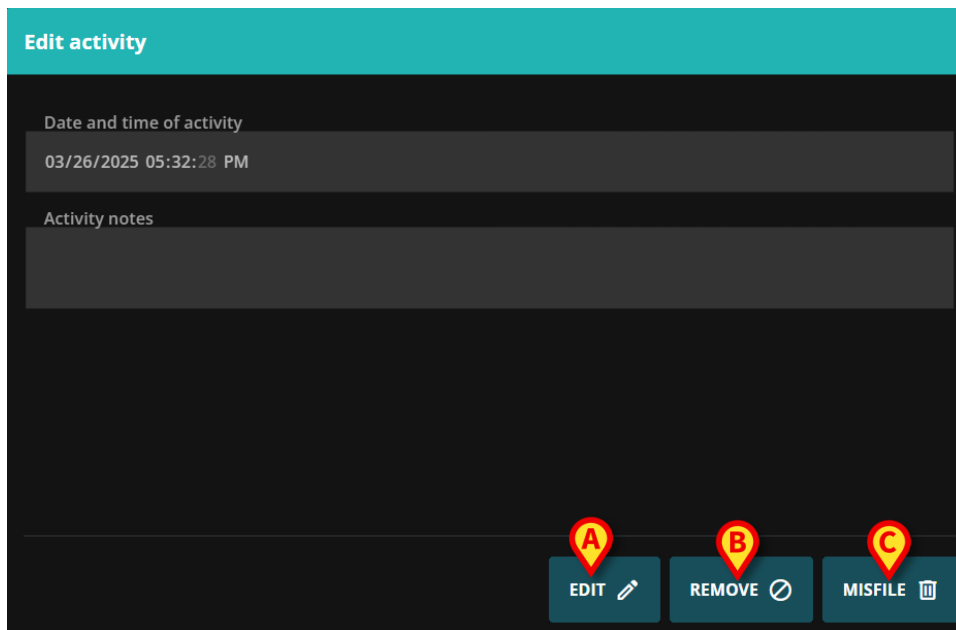 Edit activity
Date and time of activity
03/26/2025 05:32:28 PM
Activity notes
A B C
EDIT REMOVE MISFILE